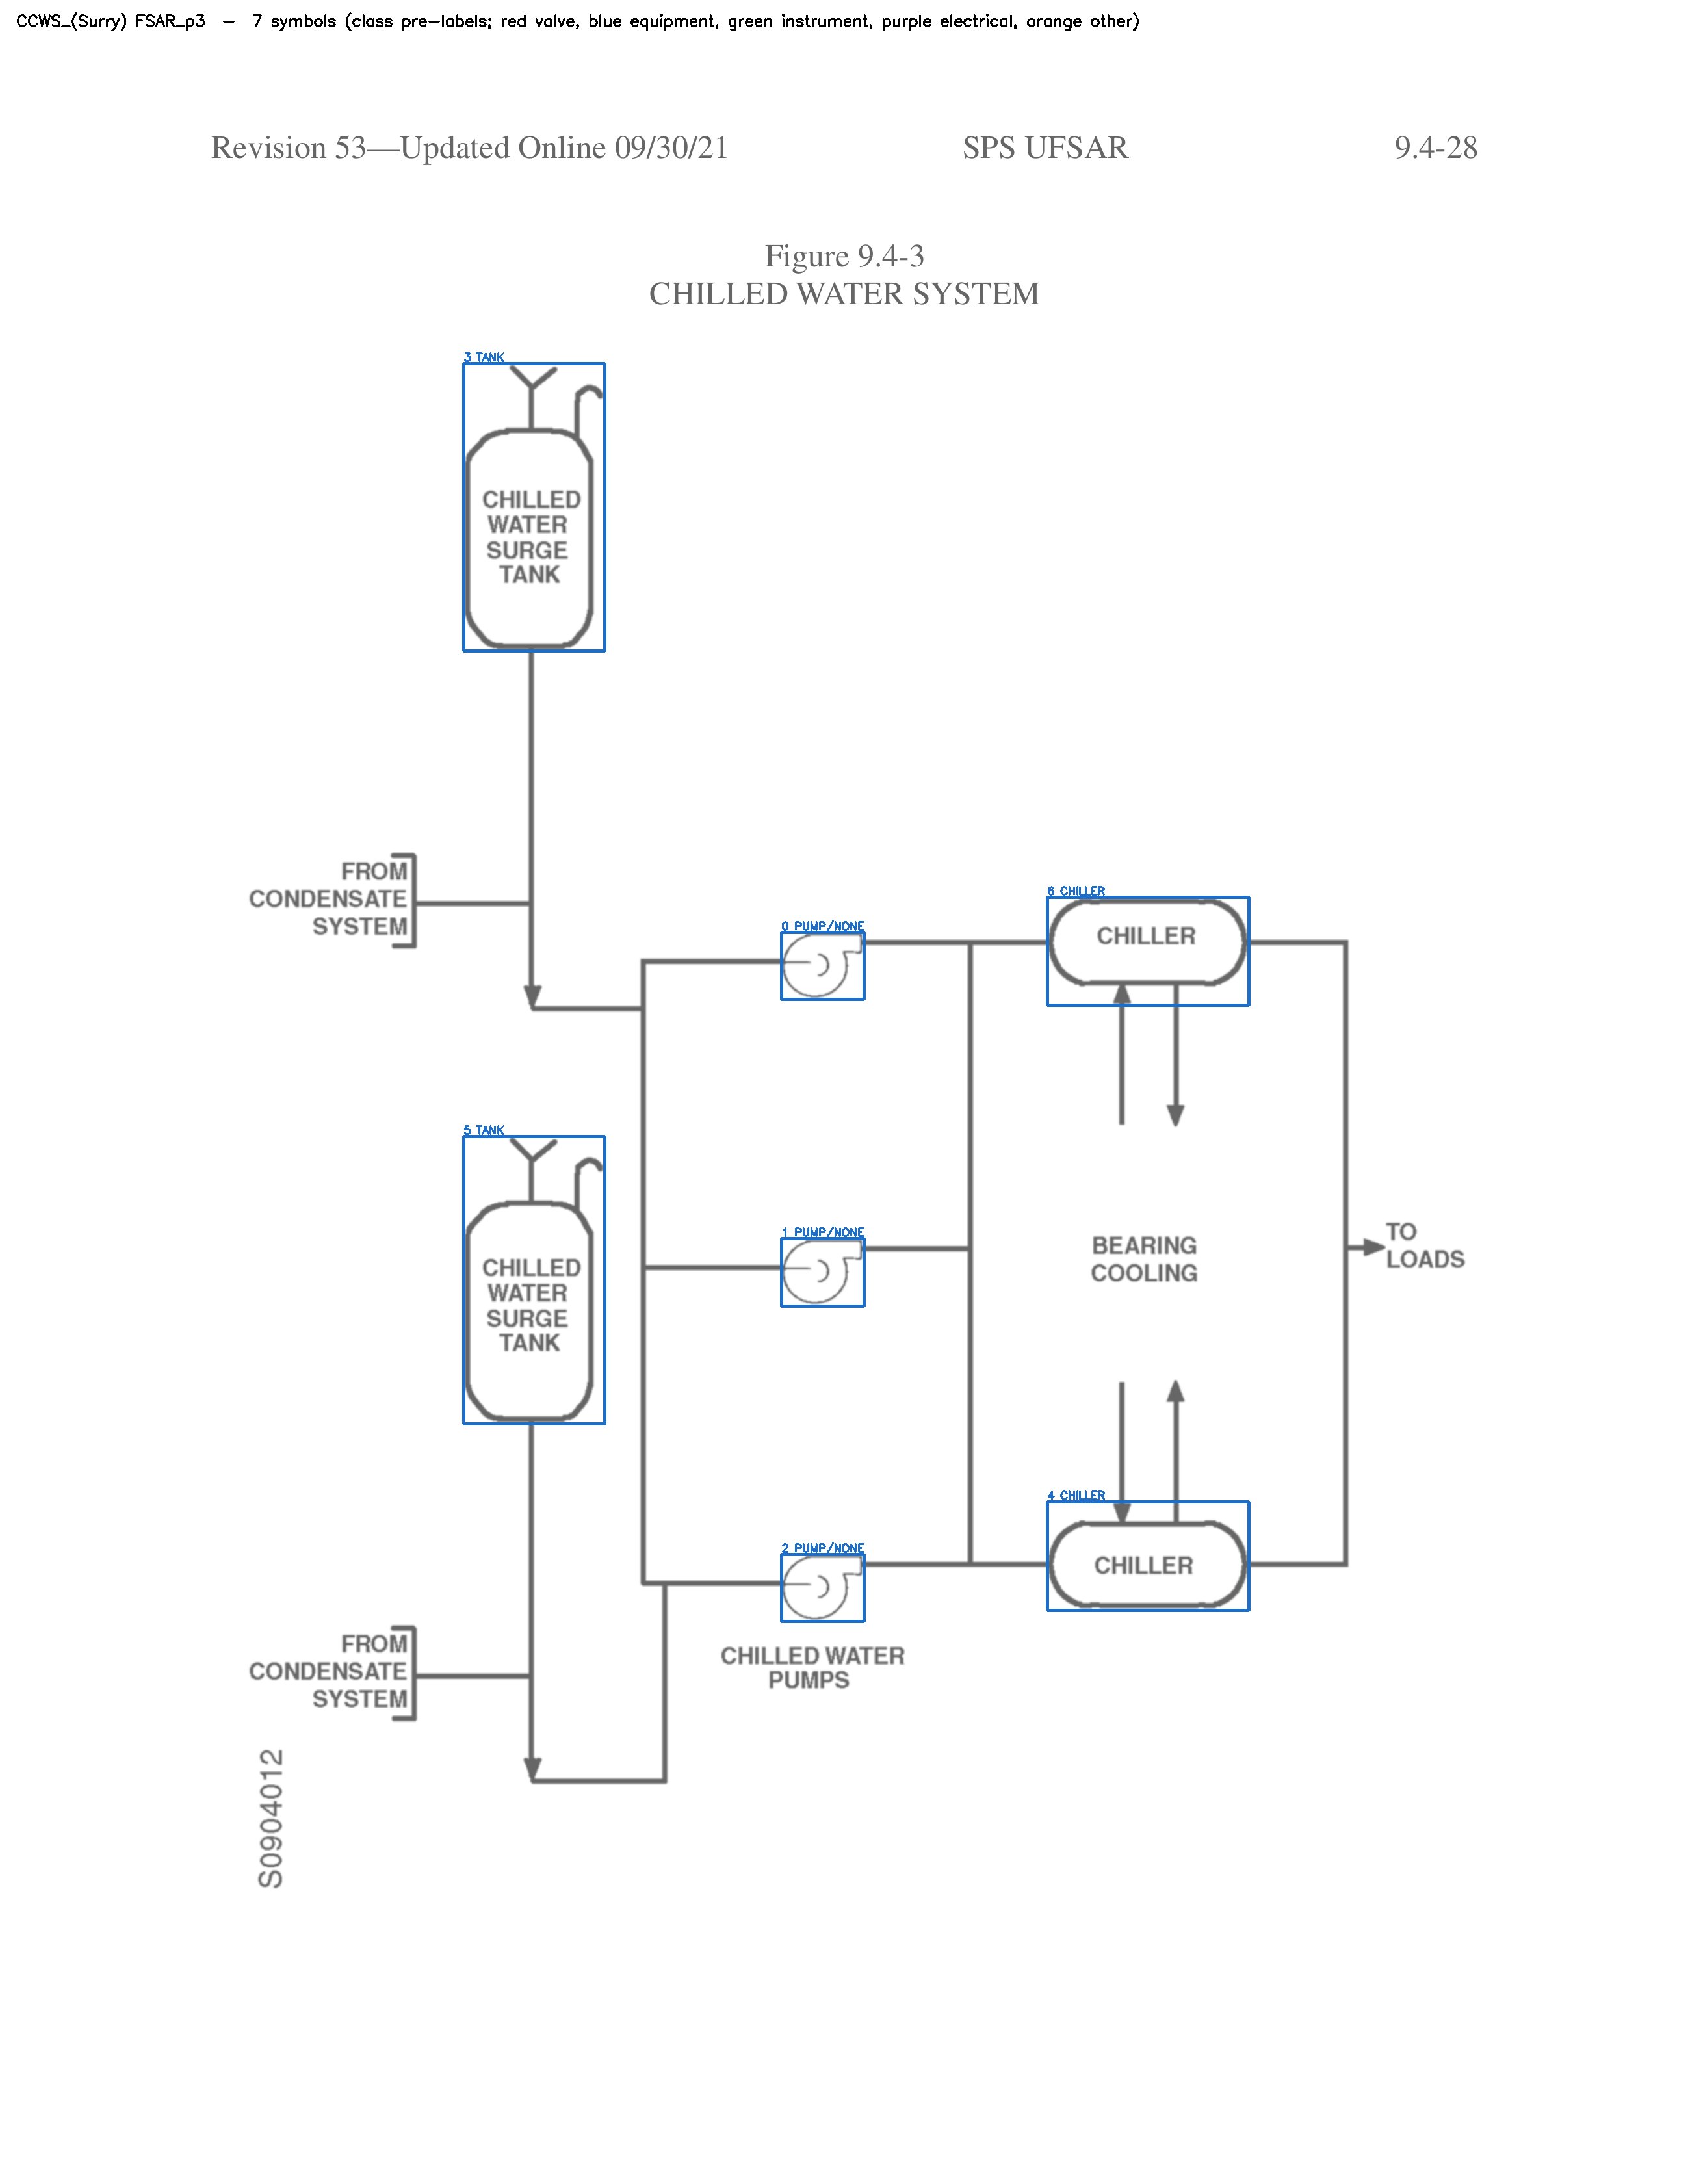 CCWS_(Surry) FSAR_p3  —  7 symbols (class pre-labels; red valve, blue equipment, green instrument, purple electrical, orange other)
Revision 53—Updated Online 09/30/21 SPS UFSAR 9.4-28
Figure 9.4-3
CHILLED WATER SYSTEM
3 TANK
CHILLED
WATER
SURGE
TANK
FROM
CONDENSATE
SYSTEM
0 PUMP/NONE
6 CHILLER
CHILLER
5 TANK
CHILLED
WATER
SURGE
TANK
1 PUMP/NONE
BEARING
COOLING
TO
LOADS
4 CHILLER
CHILLER
2 PUMP/NONE
CHILLED WATER
PUMPS
FROM
CONDENSATE
SYSTEM
S0904012